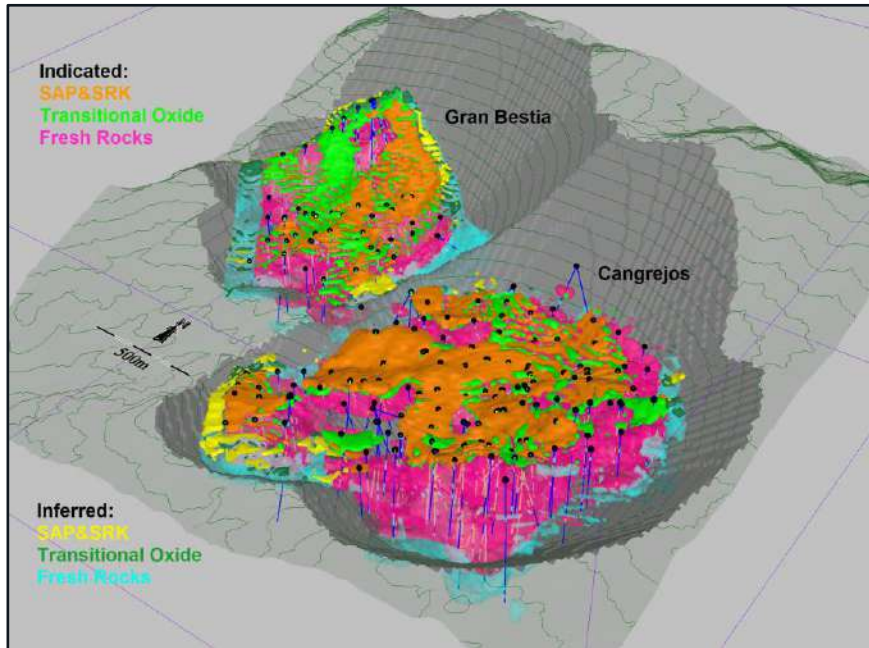 Indicated:
SAP&SRK
Transitional Oxide
Fresh Rocks
Gran Bestia
Cangrejos
N
500m
Inferred:
SAP&SRK
Transitional Oxide
Fresh Rocks